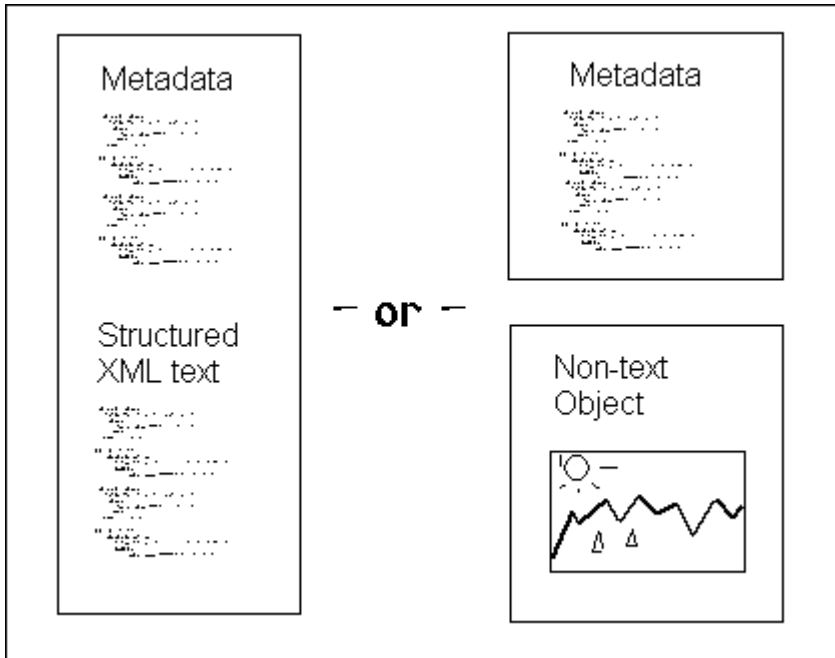 Metadata
Structured
XML text
- or -
Metadata
Non-text
Object